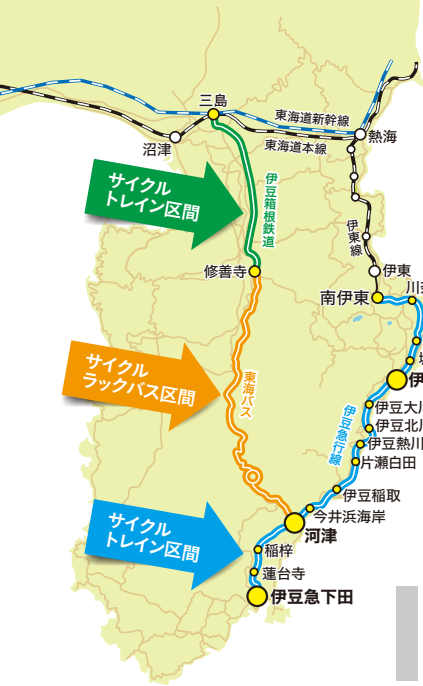 三島
東海道新幹線
熱海
沼津
東海道本線
サイクル
トレイン区間
伊豆箱根鉄道
伊東線
修善寺
伊東
南伊東
サイクル
ラックバス区間
東海バス
伊豆急行線
伊豆大川
伊豆北川
伊豆熱川
片瀬白田
伊豆稲取
今井浜海岸
河津
サイクル
トレイン区間
稲梓
蓮台寺
伊豆急下田